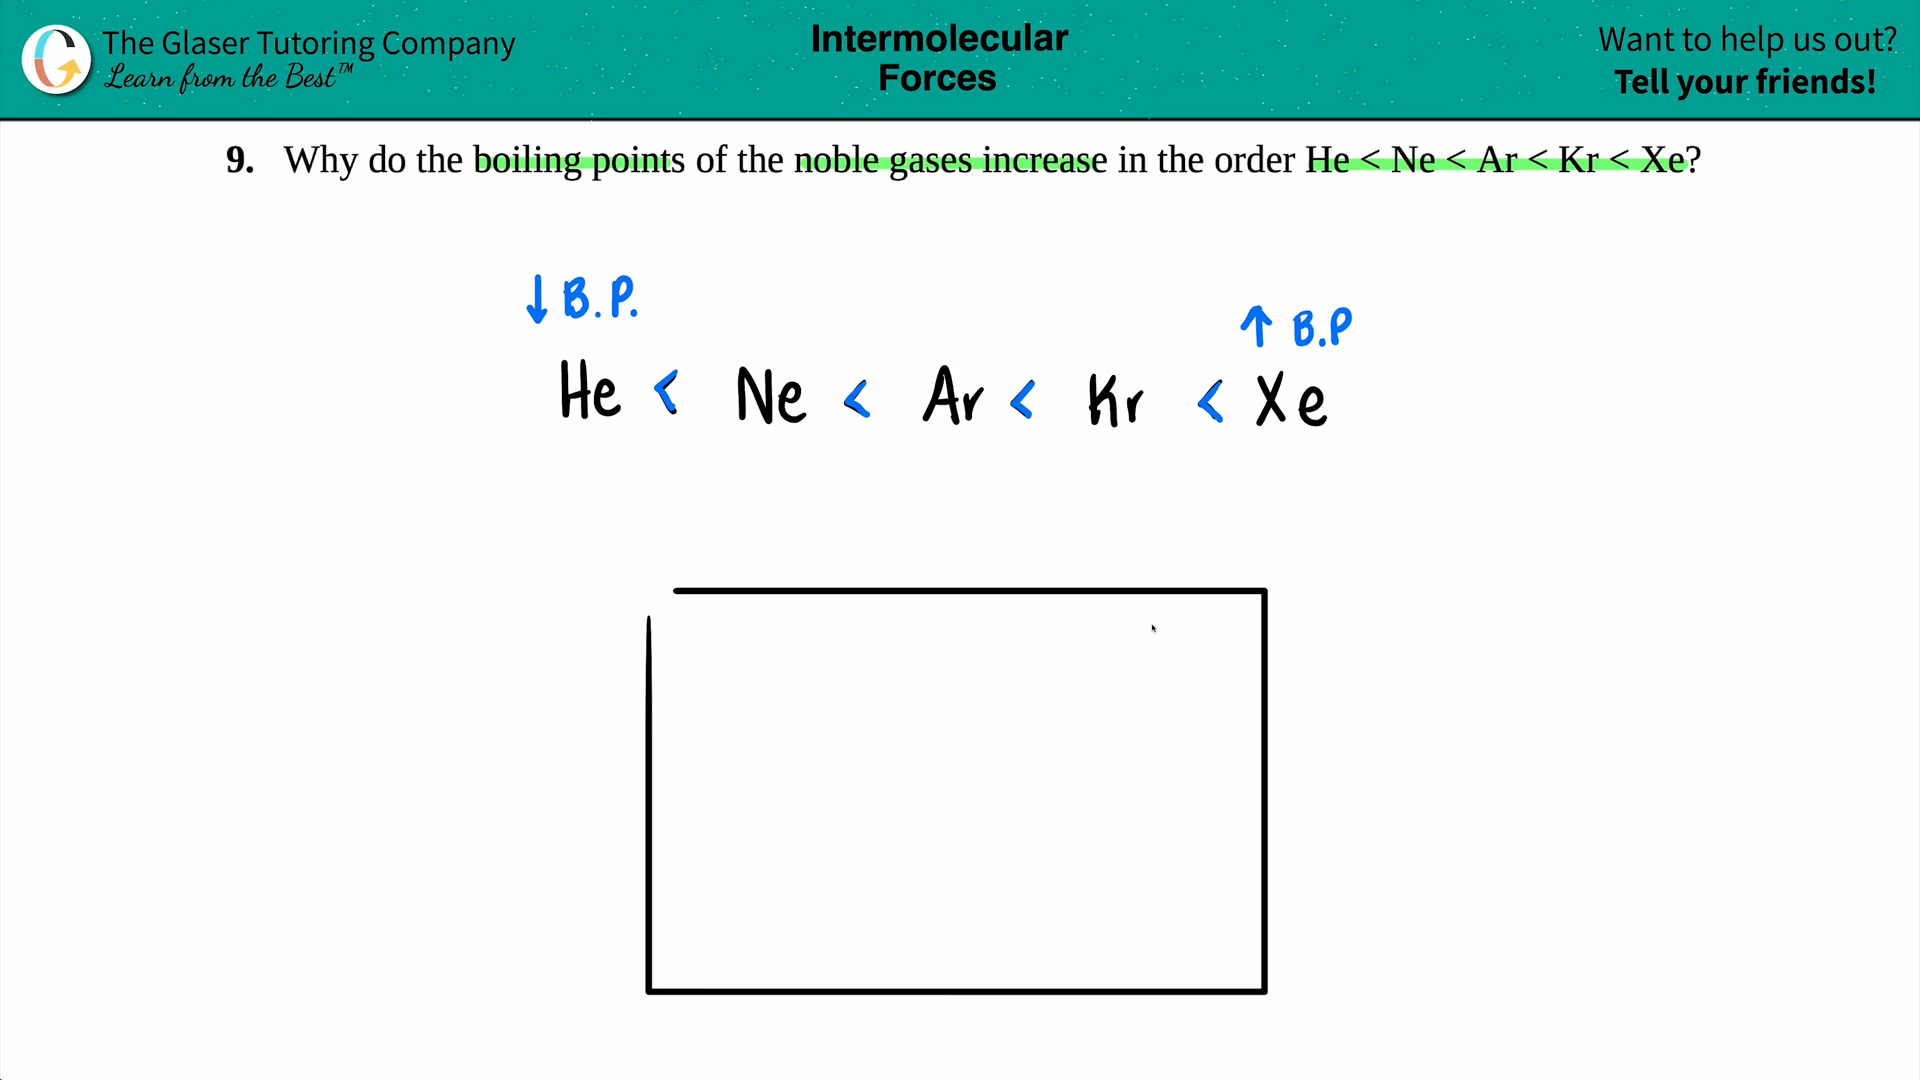 The Glaser Tutoring Company
Learn from the Best™
Intermolecular
Forces
Want to help us out?
Tell your friends!
9. Why do the boiling points of the noble gases increase in the order He < Ne < Ar < Kr < Xe?
↓ B.P.
↑ B.P
He < Ne < Ar < Kr < Xe